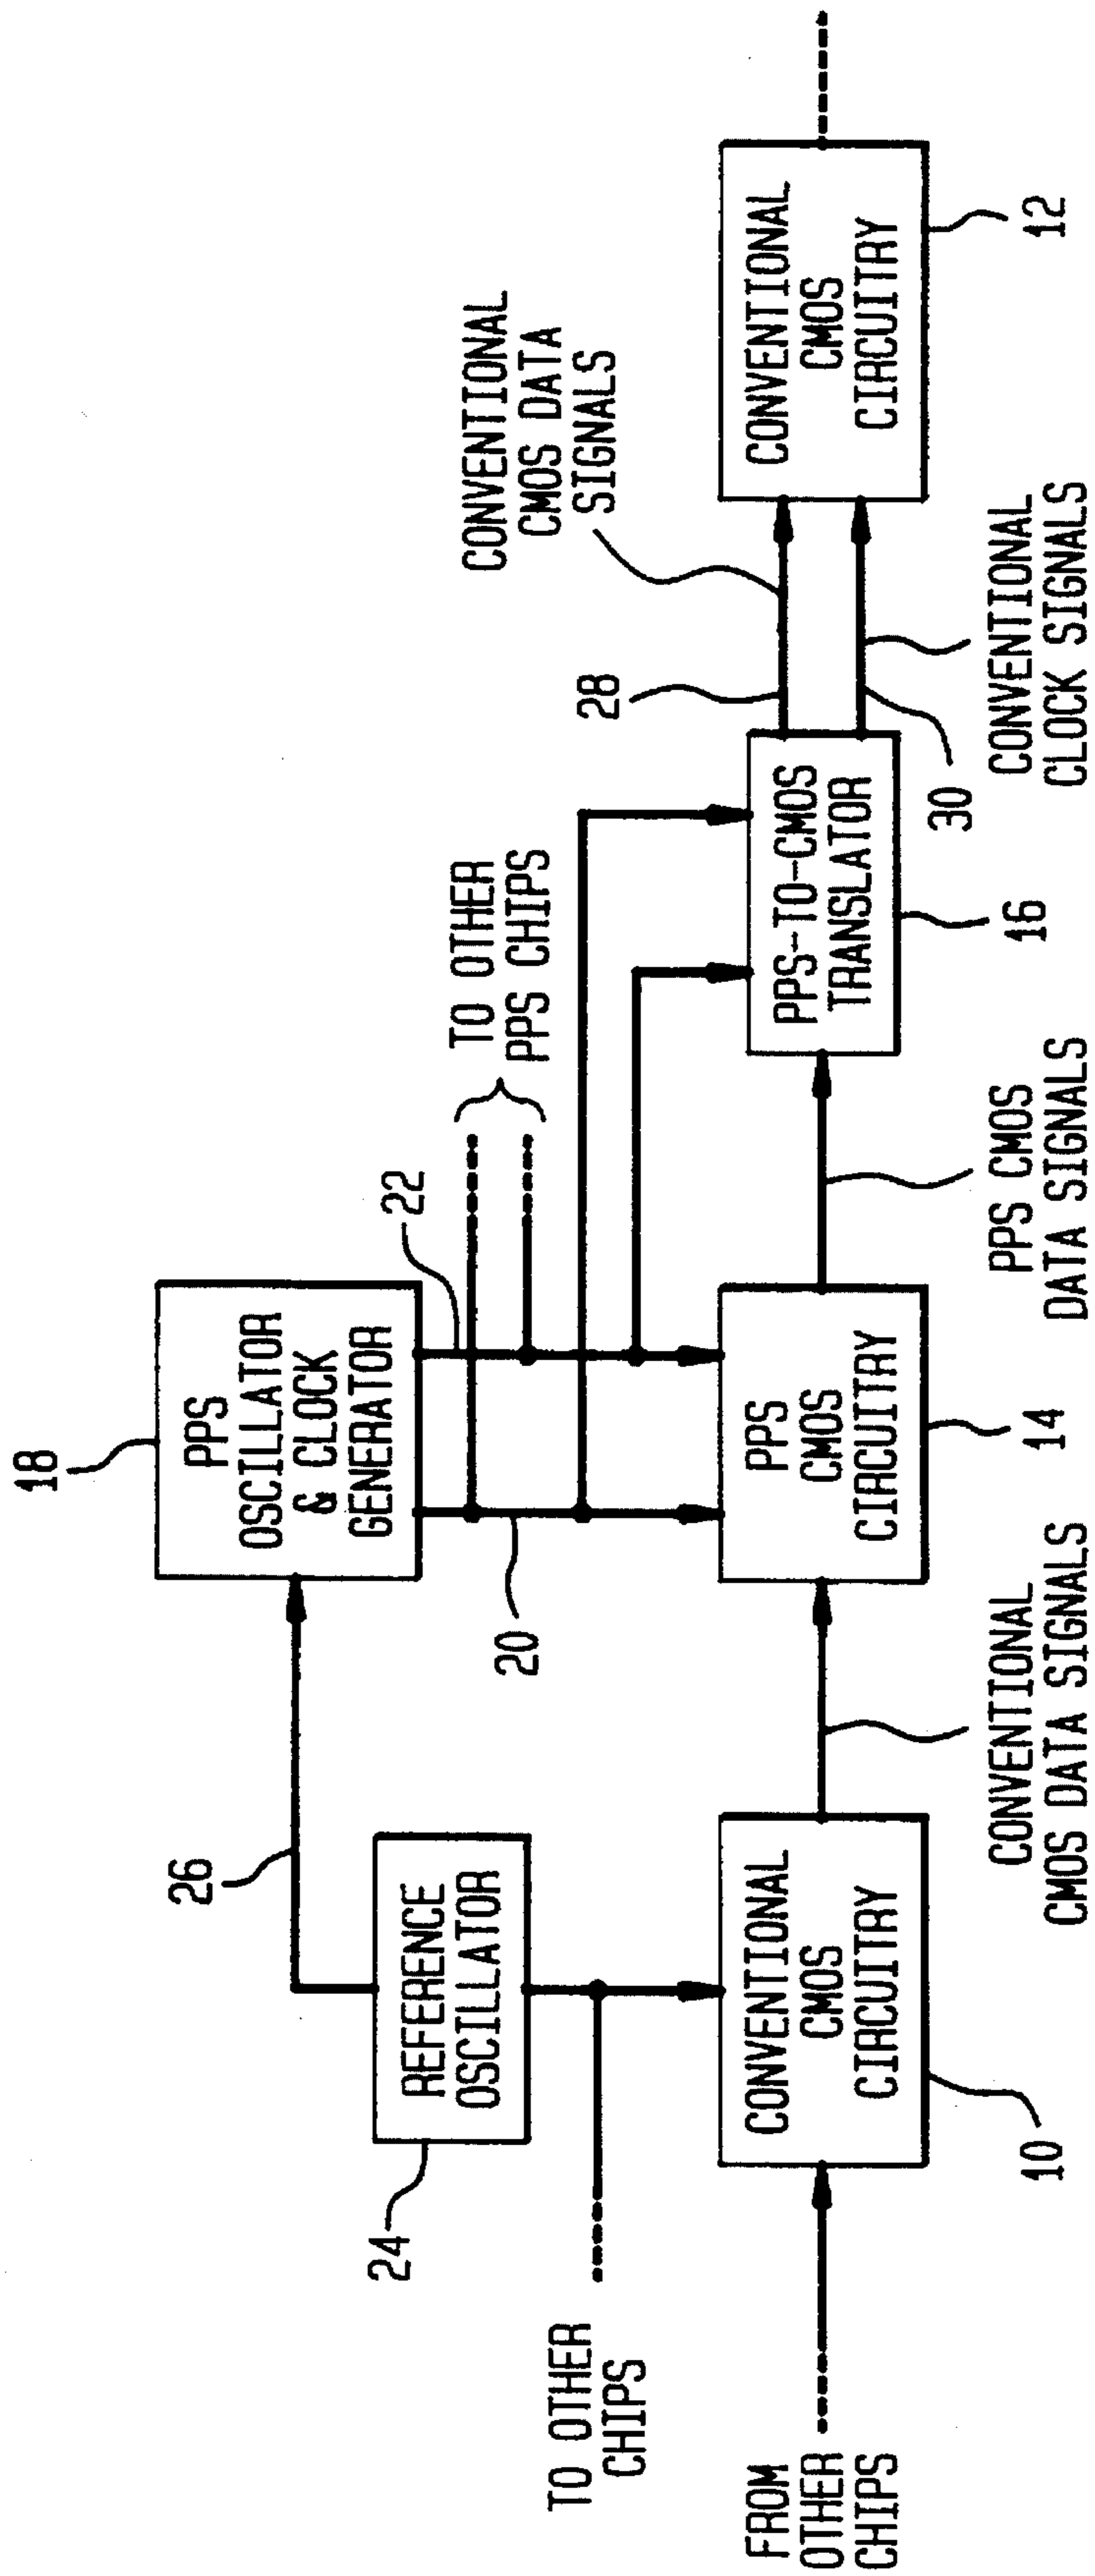 18
PPS
OSCILLATOR
& CLOCK
GENERATOR
26
24
REFERENCE
OSCILLATOR
22
20
TO OTHER
PPS CHIPS
CONVENTIONAL
CMOS DATA
SIGNALS
TO OTHER
CHIPS
28
FROM
OTHER
CHIPS
CONVENTIONAL
CMOS
CIRCUITRY
10
CONVENTIONAL
CMOS DATA SIGNALS
PPS
CMOS
CIRCUITRY
14
PPS CMOS
DATA SIGNALS
PPS-TO-CMOS
TRANSLATOR
16
30
CONVENTIONAL
CLOCK SIGNALS
CONVENTIONAL
CMOS
CIRCUITRY
12